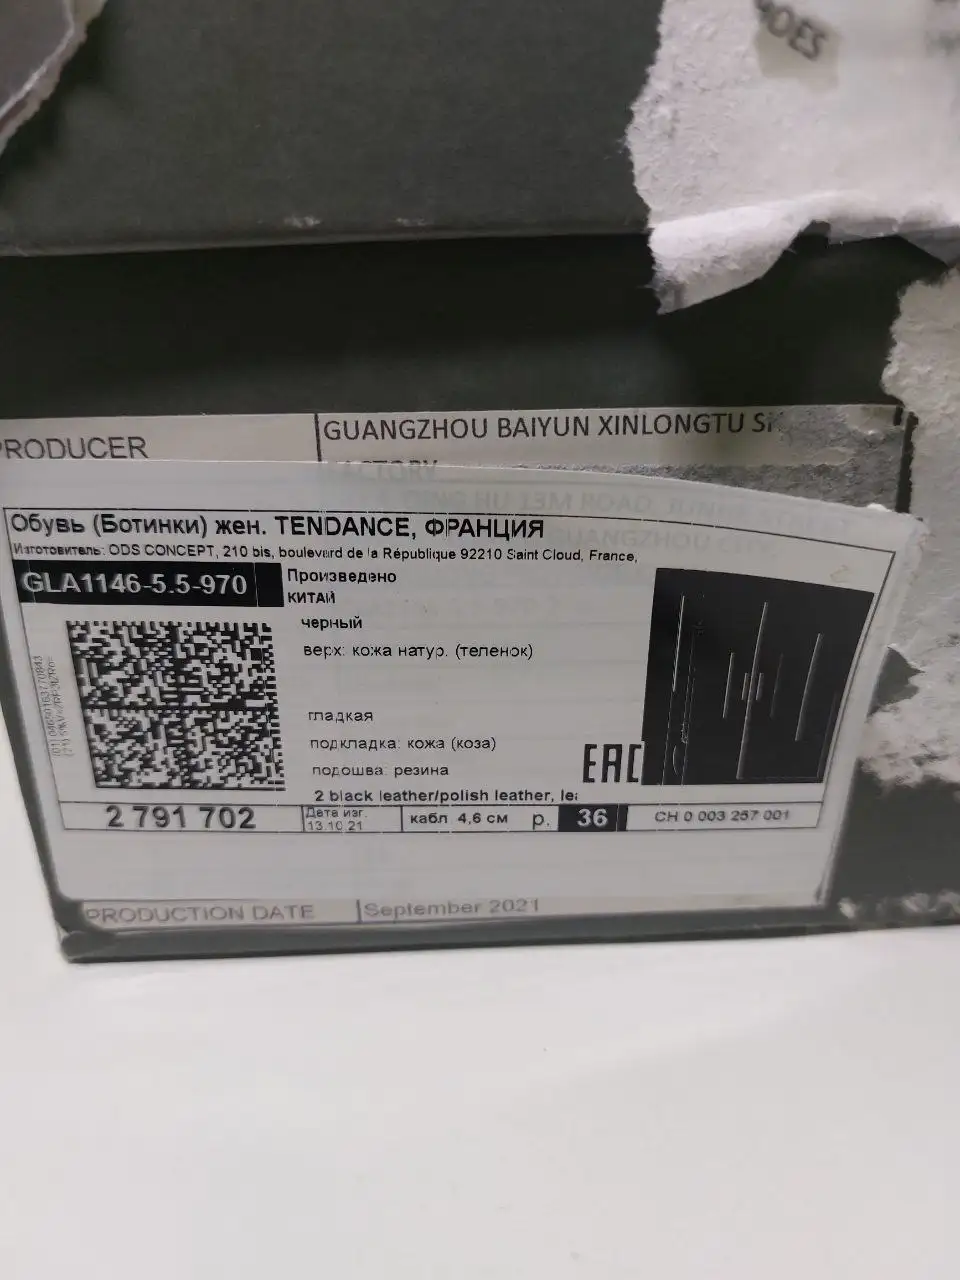 OES
PRODUCER
GUANGZHOU BAIYUN XINLONGTU
FACTORY
Обувь (Ботинки) жен. TENDANCE, ФРАНЦИЯ
Изготовитель: ODS CONCEPT, 210 bis, boulevard de la République 92210 Saint Cloud, France,
GLA1146-5.5-970
Произведено
КИТАЙ
черный
верх: кожа натур. (теленок)
гладкая
подкладка: кожа (коза)
подошва: резина
EAC
2 black leather/polish leather, le
2 791 702
Дата изг.
13.10.21
кабл 4,6 см
р.
36
CH 0 003 257 001
PRODUCTION DATE
September 2021